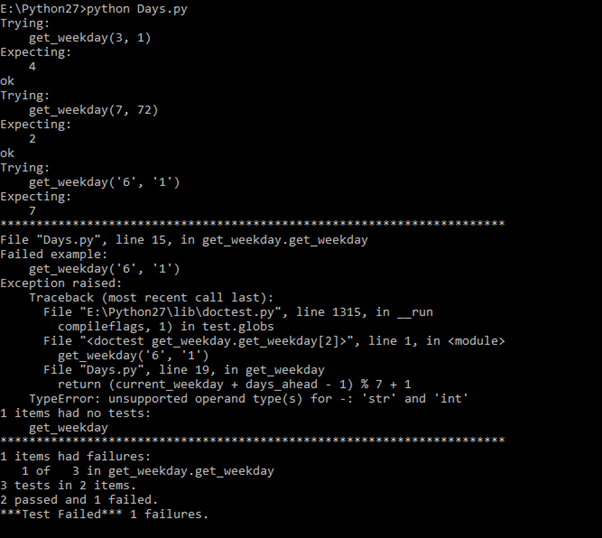 E:\Python27>python Days.py
Trying:
    get_weekday(3, 1)
Expecting:
    4
ok
Trying:
    get_weekday(7, 72)
Expecting:
    2
ok
Trying:
    get_weekday('6', '1')
Expecting:
    7
**********************************************************************
File "Days.py", line 15, in get_weekday.get_weekday
Failed example:
    get_weekday('6', '1')
Exception raised:
    Traceback (most recent call last):
      File "E:\Python27\lib\doctest.py", line 1315, in __run
        compileflags, 1) in test.globs
      File "<doctest get_weekday.get_weekday[2]>", line 1, in <module>
        get_weekday('6', '1')
      File "Days.py", line 19, in get_weekday
        return (current_weekday + days_ahead - 1) % 7 + 1
    TypeError: unsupported operand type(s) for -: 'str' and 'int'
1 items had no tests:
    get_weekday
**********************************************************************
1 items had failures:
   1 of   3 in get_weekday.get_weekday
3 tests in 2 items.
2 passed and 1 failed.
***Test Failed*** 1 failures.